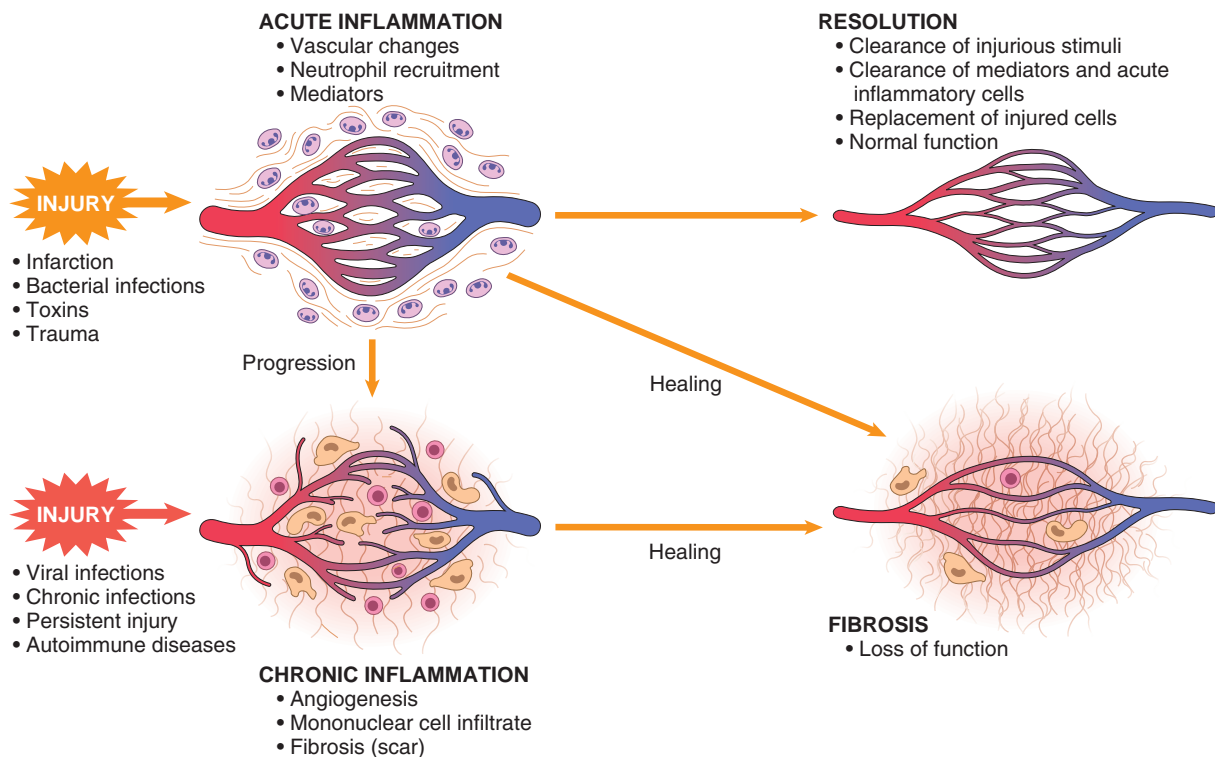 ACUTE INFLAMMATION
• Vascular changes
• Neutrophil recruitment
• Mediators
RESOLUTION
• Clearance of injurious stimuli
• Clearance of mediators and acute
inflammatory cells
• Replacement of injured cells
• Normal function
INJURY
• Infarction
• Bacterial infections
• Toxins
• Trauma
Progression
Healing
INJURY
• Viral infections
• Chronic infections
• Persistent injury
• Autoimmune diseases
Healing
CHRONIC INFLAMMATION
• Angiogenesis
• Mononuclear cell infiltrate
• Fibrosis (scar)
FIBROSIS
• Loss of function